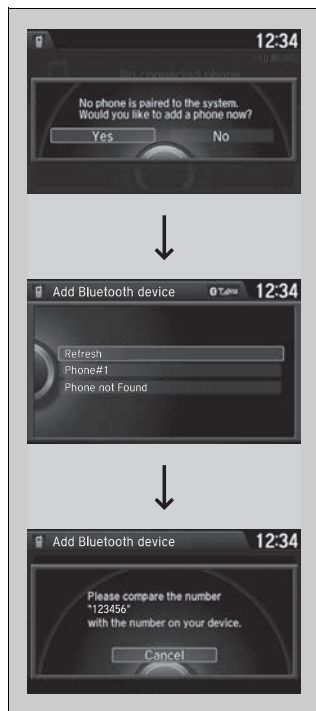 12:34
No connected phone
No phone is paired to the system.
Would you like to add a phone now?
Yes No
Add Bluetooth device 12:34
Refresh
Phone#1
Phone not Found
Add Bluetooth device 12:34
Please compare the number
"123456"
with the number on your device.
Cancel